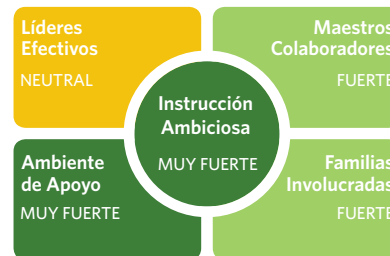 Líderes
Efectivos
NEUTRAL
Maestros
Colaboradores
FUERTE
Instrucción
Ambiciosa
MUY FUERTE
Ambiente
de Apoyo
MUY FUERTE
Familias
Involucradas
FUERTE